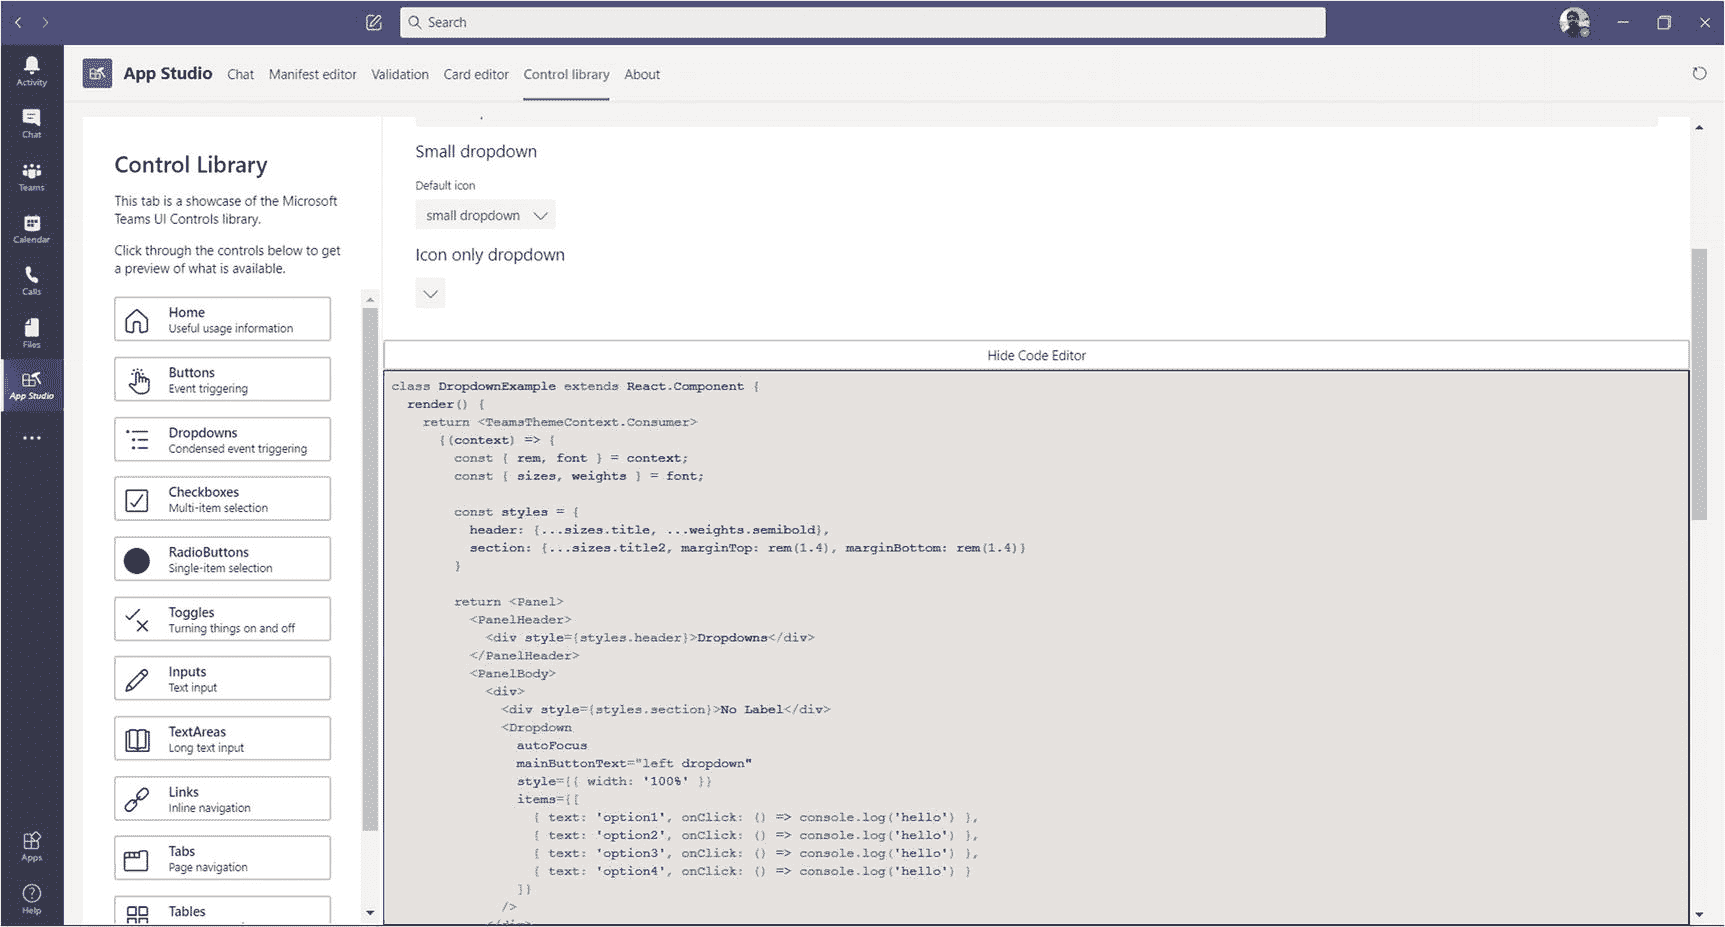 Search
Activity
Chat
Teams
Calendar
Calls
Files
App Studio
Apps
Help
App Studio Chat Manifest editor Validation Card editor Control library About
Control Library
This tab is a showcase of the Microsoft
Teams UI Controls library.
Click through the controls below to get
a preview of what is available.
Home
Useful usage information
Buttons
Event triggering
Dropdowns
Condensed event triggering
Checkboxes
Multi-item selection
RadioButtons
Single-item selection
Toggles
Turning things on and off
Inputs
Text input
TextAreas
Long text input
Links
Inline navigation
Tabs
Page navigation
Tables
Small dropdown
Default icon
small dropdown
Icon only dropdown
Hide Code Editor
class DropdownExample extends React.Component {
render() {
return <TeamsThemeContext.Consumer>
{(context) => {
const { rem, font } = context;
const { sizes, weights } = font;
const styles = {
header: {...sizes.title, ...weights.semibold},
section: {...sizes.title2, marginTop: rem(1.4), marginBottom: rem(1.4)}
}
return <Panel>
<PanelHeader>
<div style={styles.header}>Dropdowns</div>
</PanelHeader>
<PanelBody>
<div>
<div style={styles.section}>No Label</div>
<Dropdown
autoFocus
mainButtonText="left dropdown"
style={{ width: '100%' }}
items={[
{ text: 'option1', onClick: () => console.log('hello') },
{ text: 'option2', onClick: () => console.log('hello') },
{ text: 'option3', onClick: () => console.log('hello') },
{ text: 'option4', onClick: () => console.log('hello') }
]}
/>
</div>